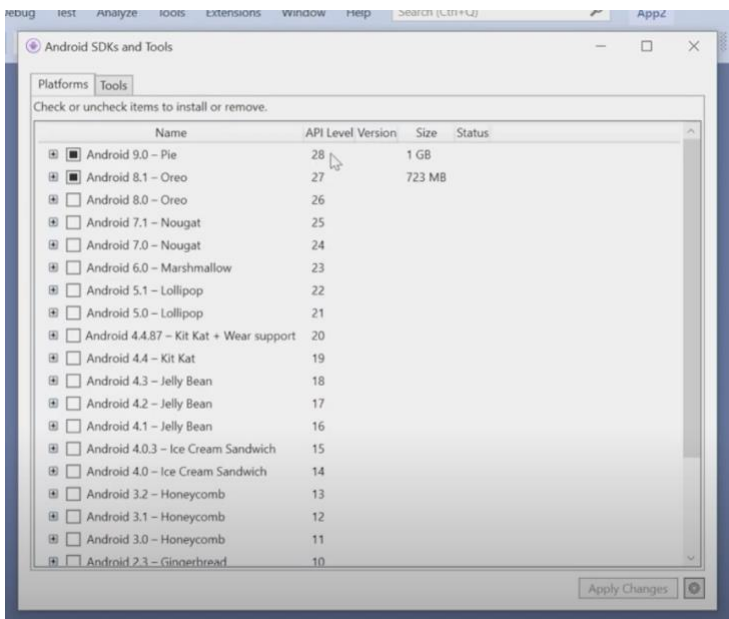 ebug Test Analyze Tools Extensions Window Help Search (Ctrl+Q) App2
Android SDKs and Tools
Platforms Tools
Check or uncheck items to install or remove.
Name API Level Version Size Status
Android 9.0 – Pie 28 1 GB
Android 8.1 – Oreo 27 723 MB
Android 8.0 – Oreo 26
Android 7.1 – Nougat 25
Android 7.0 – Nougat 24
Android 6.0 – Marshmallow 23
Android 5.1 – Lollipop 22
Android 5.0 – Lollipop 21
Android 4.4.87 – Kit Kat + Wear support 20
Android 4.4 – Kit Kat 19
Android 4.3 – Jelly Bean 18
Android 4.2 – Jelly Bean 17
Android 4.1 – Jelly Bean 16
Android 4.0.3 – Ice Cream Sandwich 15
Android 4.0 – Ice Cream Sandwich 14
Android 3.2 – Honeycomb 13
Android 3.1 – Honeycomb 12
Android 3.0 – Honeycomb 11
Android 2.3 – Gingerbread 10
Apply Changes